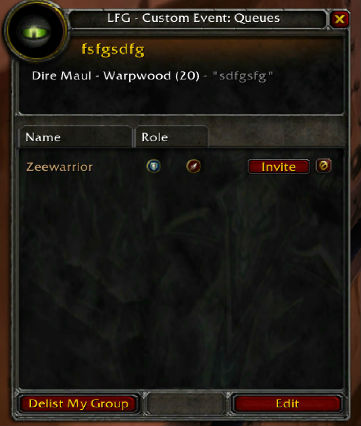 LFG - Custom Event: Queues
fsfgsdfg
Dire Maul - Warpwood (20) - "sdfgsfg"
Name Role
Zeewarrior Invite
Delist My Group Edit